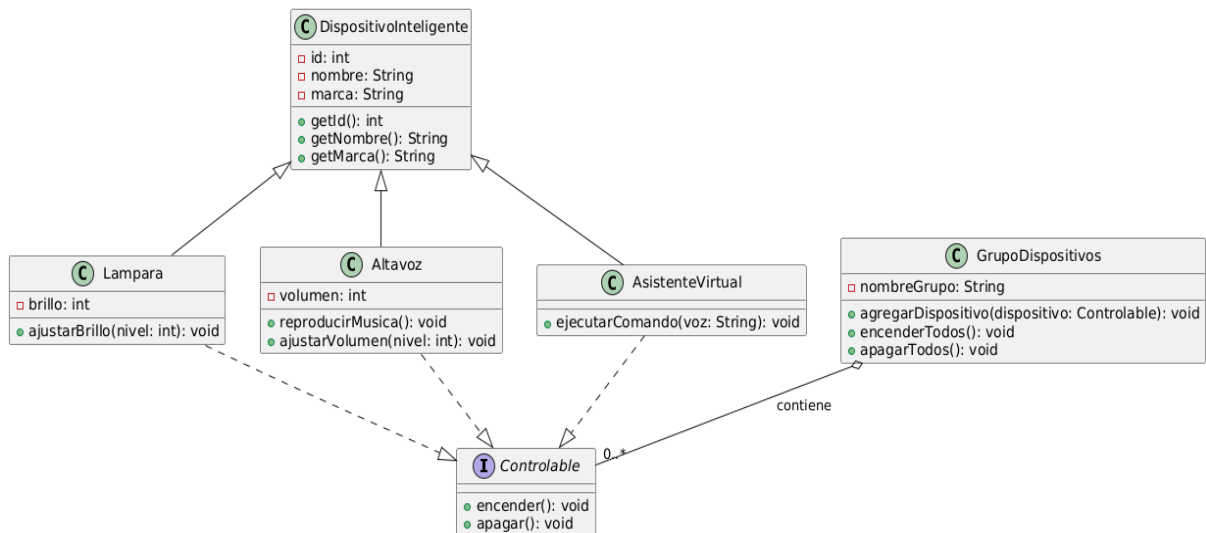 C DispositivoInteligente
id: int
nombre: String
marca: String
getId(): int
getNombre(): String
getMarca(): String
C Lampara
brillo: int
ajustarBrillo(nivel: int): void
C Altavoz
volumen: int
reproducirMusica(): void
ajustarVolumen(nivel: int): void
C AsistenteVirtual
ejecutarComando(voz: String): void
C GrupoDispositivos
nombreGrupo: String
agregarDispositivo(dispositivo: Controlable): void
encenderTodos(): void
apagarTodos(): void
contiene
0..*
I Controlable
encender(): void
apagar(): void